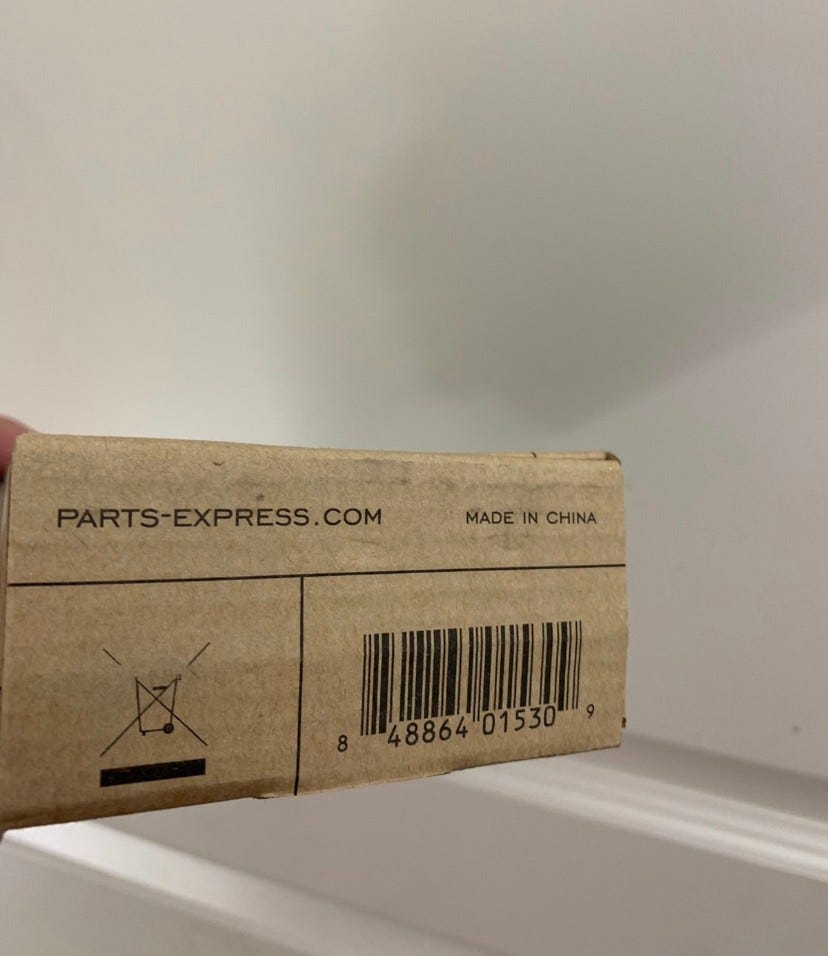 PARTS-EXPRESS.COM
MADE IN CHINA
8 48864 01530 9